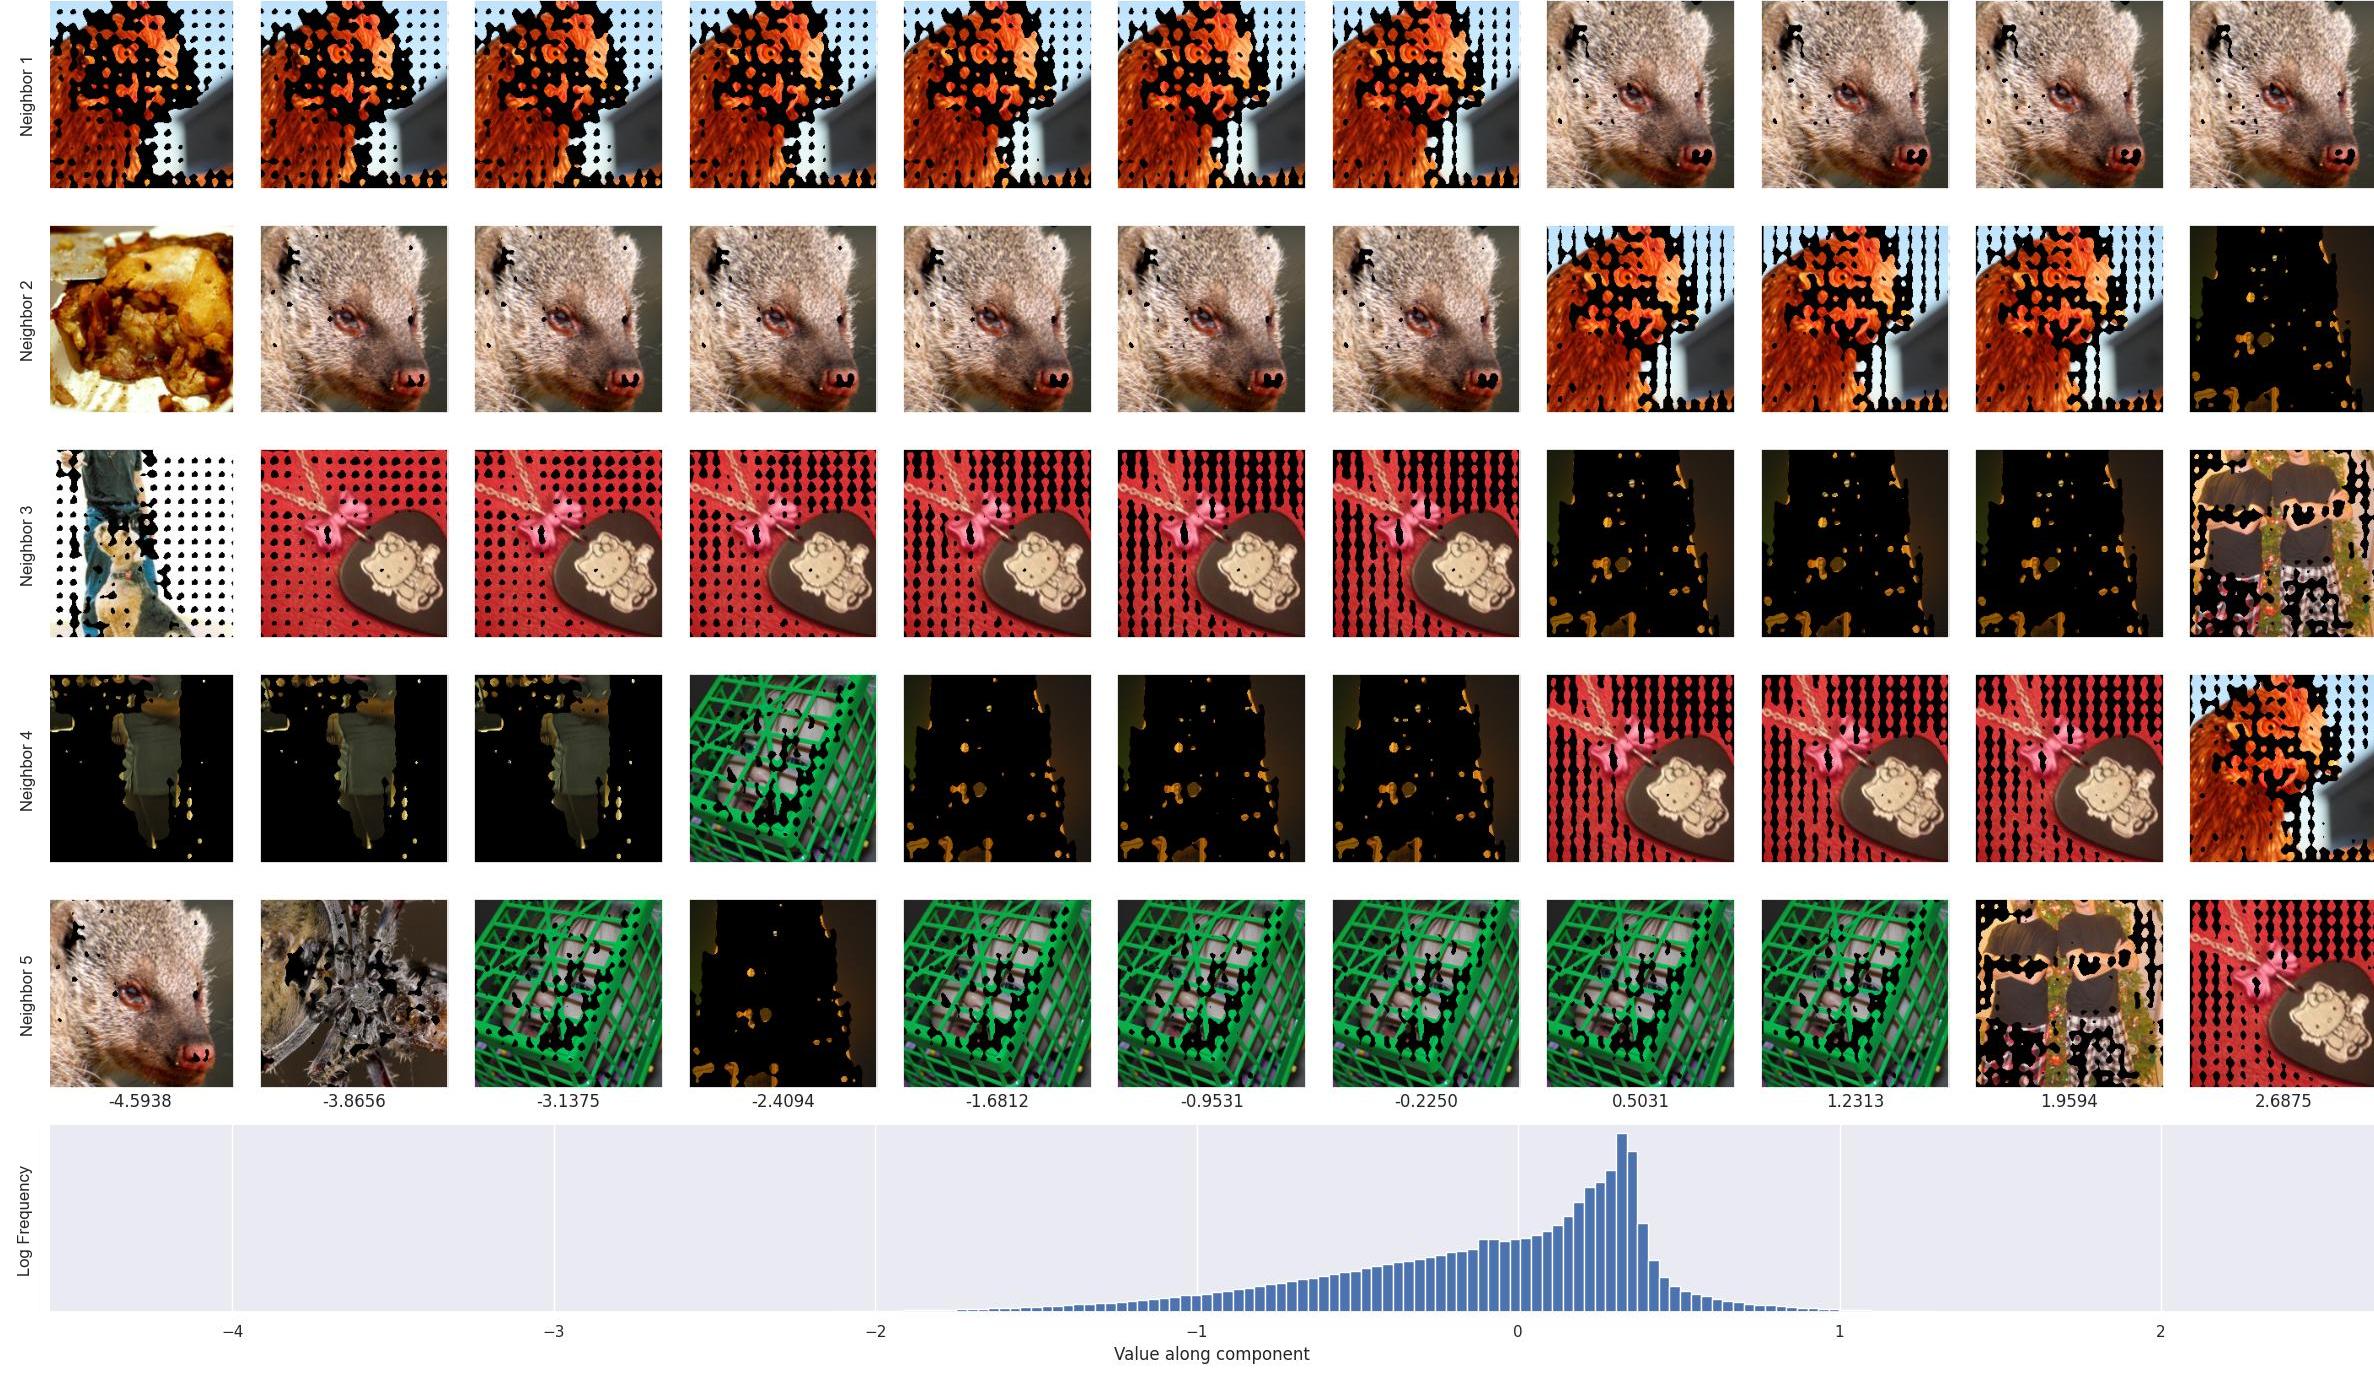 Neighbor 1
Neighbor 2
Neighbor 3
Neighbor 4
Neighbor 5
-4.5938 -3.8656 -3.1375 -2.4094 -1.6812 -0.9531 -0.2250 0.5031 1.2313 1.9594 2.6875
Log Frequency
−4 −3 −2 −1 0 1 2
Value along component